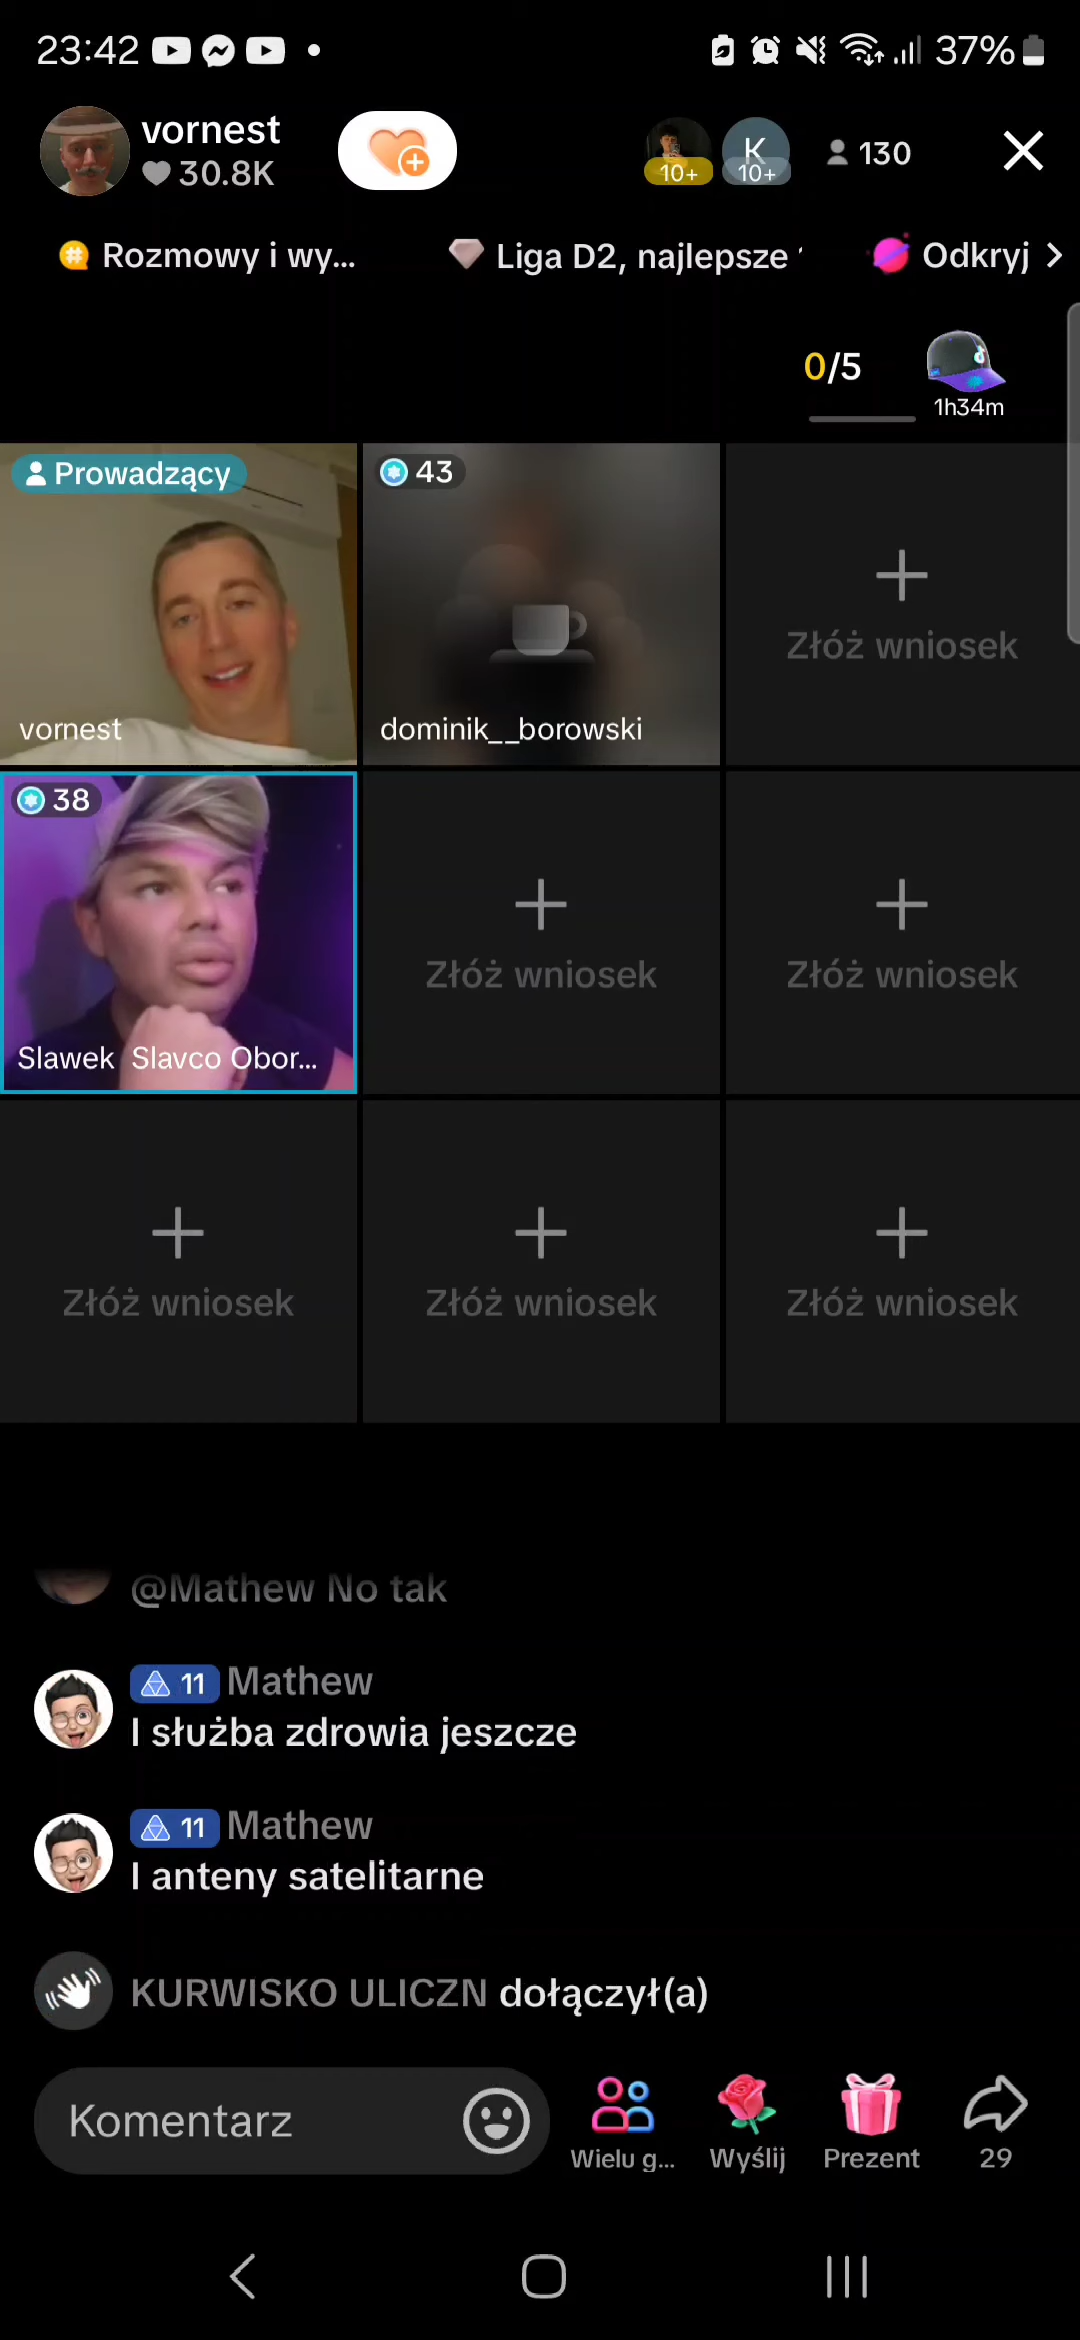 23:42
37%
vornest
30.8K
10+
K
10+
130
Rozmowy i wy...
Liga D2, najlepsze
Odkryj
0/5
1h34m
Prowadzący
43
vornest
dominik__borowski
Złóż wniosek
38
Slawek Slavco Obor...
Złóż wniosek
Złóż wniosek
Złóż wniosek
Złóż wniosek
Złóż wniosek
@Mathew No tak
11 Mathew
I służba zdrowia jeszcze
11 Mathew
I anteny satelitarne
KURWISKO ULICZN dołączył(a)
Komentarz
Wielu g...
Wyślij
Prezent
29